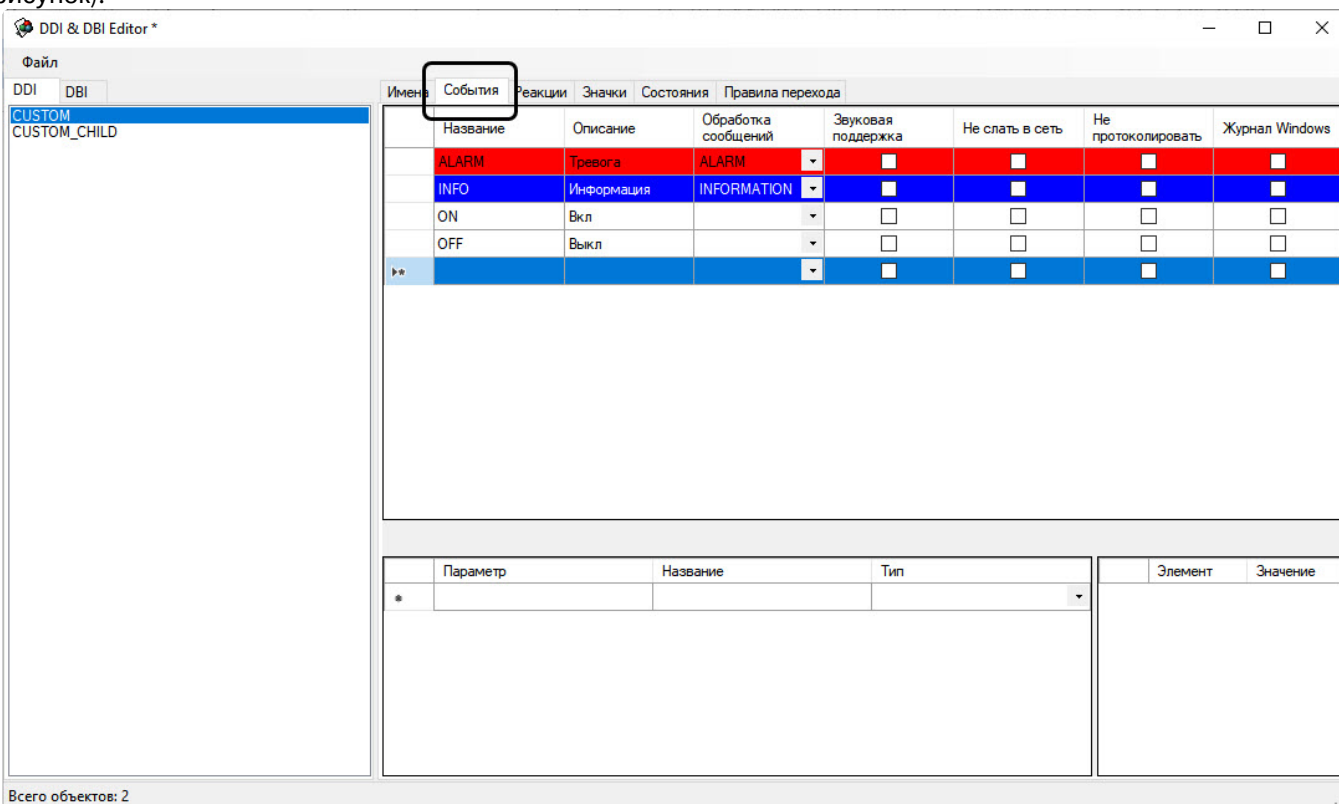 рисунок).
DDI & DBI Editor *
Файл
DDI DBI
Имена События Реакции Значки Состояния Правила перехода
CUSTOM
CUSTOM_CHILD
Название Описание Обработка сообщений Звуковая поддержка Не слать в сеть Не протоколировать Журнал Windows
ALARM Тревога ALARM
INFO Информация INFORMATION
ON Вкл
OFF Выкл
Параметр Название Тип
Элемент Значение
Всего объектов: 2